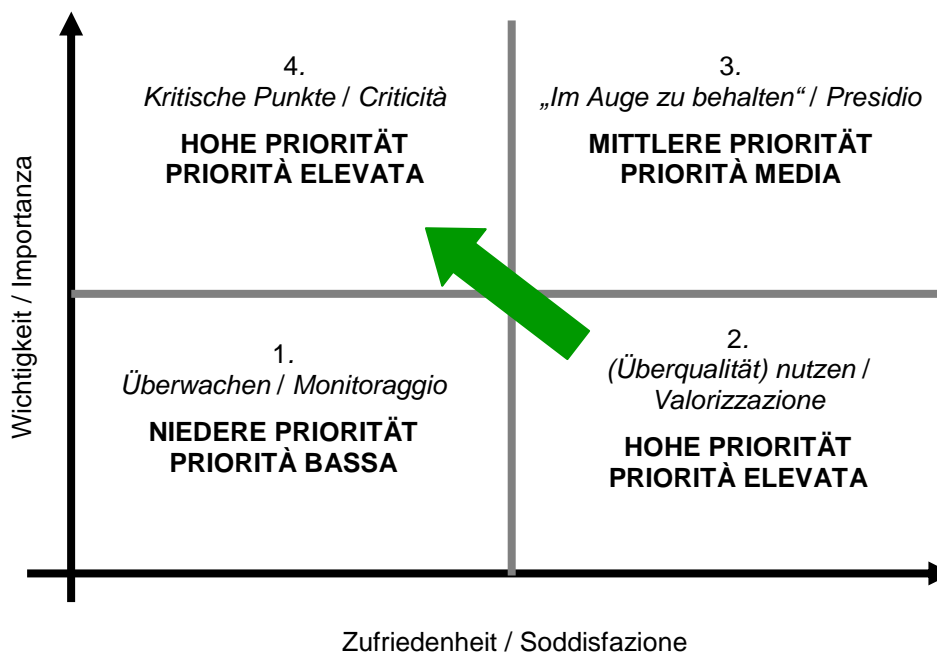 4.
Kritische Punkte / Criticità
HOHE PRIORITÄT
PRIORITÀ ELEVATA
3.
„Im Auge zu behalten“ / Presidio
MITTLERE PRIORITÄT
PRIORITÀ MEDIA
Wichtigkeit / Importanza
1.
Überwachen / Monitoraggio
NIEDERE PRIORITÄT
PRIORITÀ BASSA
2.
(Überqualität) nutzen /
Valorizzazione
HOHE PRIORITÄT
PRIORITÀ ELEVATA
Zufriedenheit / Soddisfazione